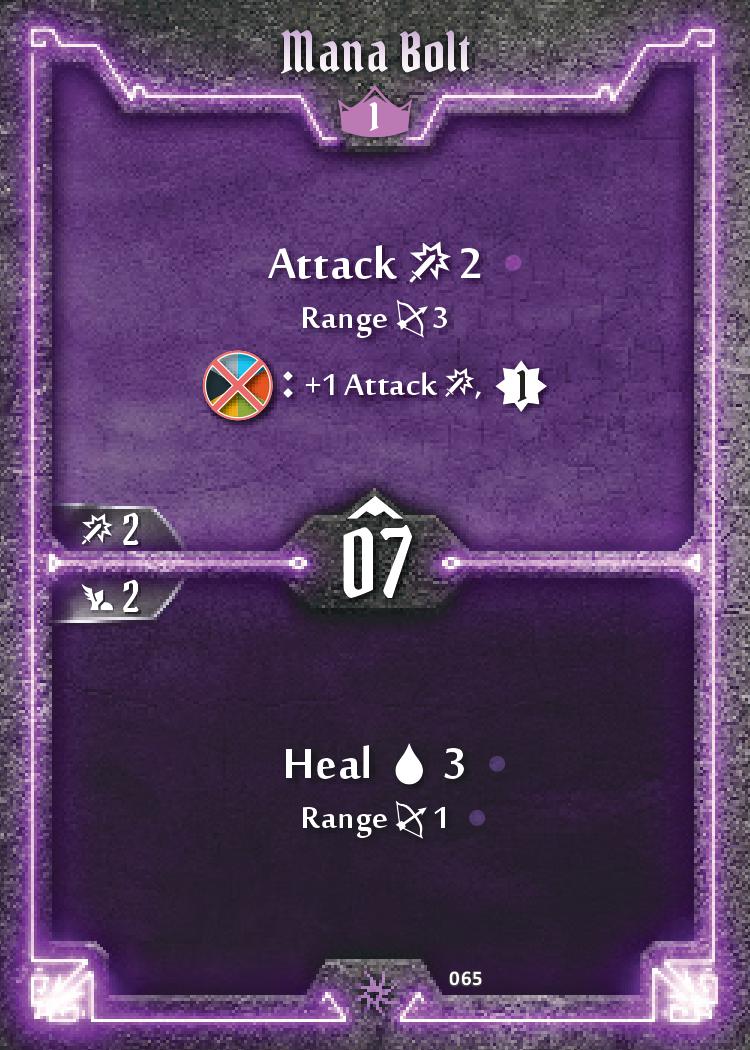 Mana Bolt
1
Attack 2
Range 3
: +1 Attack , 1
2
07
2
Heal 3
Range 1
065